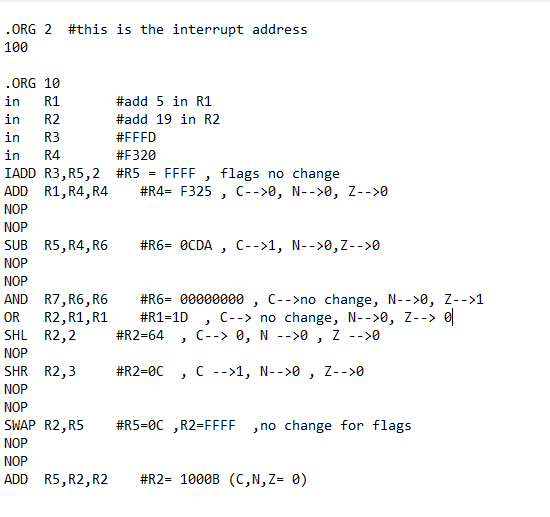 .ORG 2  #this is the interrupt address
100
.ORG 10
in   R1       #add 5 in R1
in   R2       #add 19 in R2
in   R3       #FFFD
in   R4       #F320
IADD R3,R5,2  #R5 = FFFF , flags no change
ADD  R1,R4,R4    #R4= F325 , C-->0, N-->0, Z-->0
NOP
NOP
SUB  R5,R4,R6    #R6= 0CDA , C-->1, N-->0,Z-->0
NOP
NOP
AND  R7,R6,R6    #R6= 00000000 , C-->no change, N-->0, Z-->1
OR   R2,R1,R1    #R1=1D  , C--> no change, N-->0, Z--> 0
SHL  R2,2     #R2=64  , C--> 0, N -->0 , Z -->0
NOP
SHR  R2,3     #R2=0C  , C -->1, N-->0 , Z-->0
NOP
NOP
SWAP R2,R5    #R5=0C ,R2=FFFF  ,no change for flags
NOP
NOP
ADD  R5,R2,R2    #R2= 1000B (C,N,Z= 0)